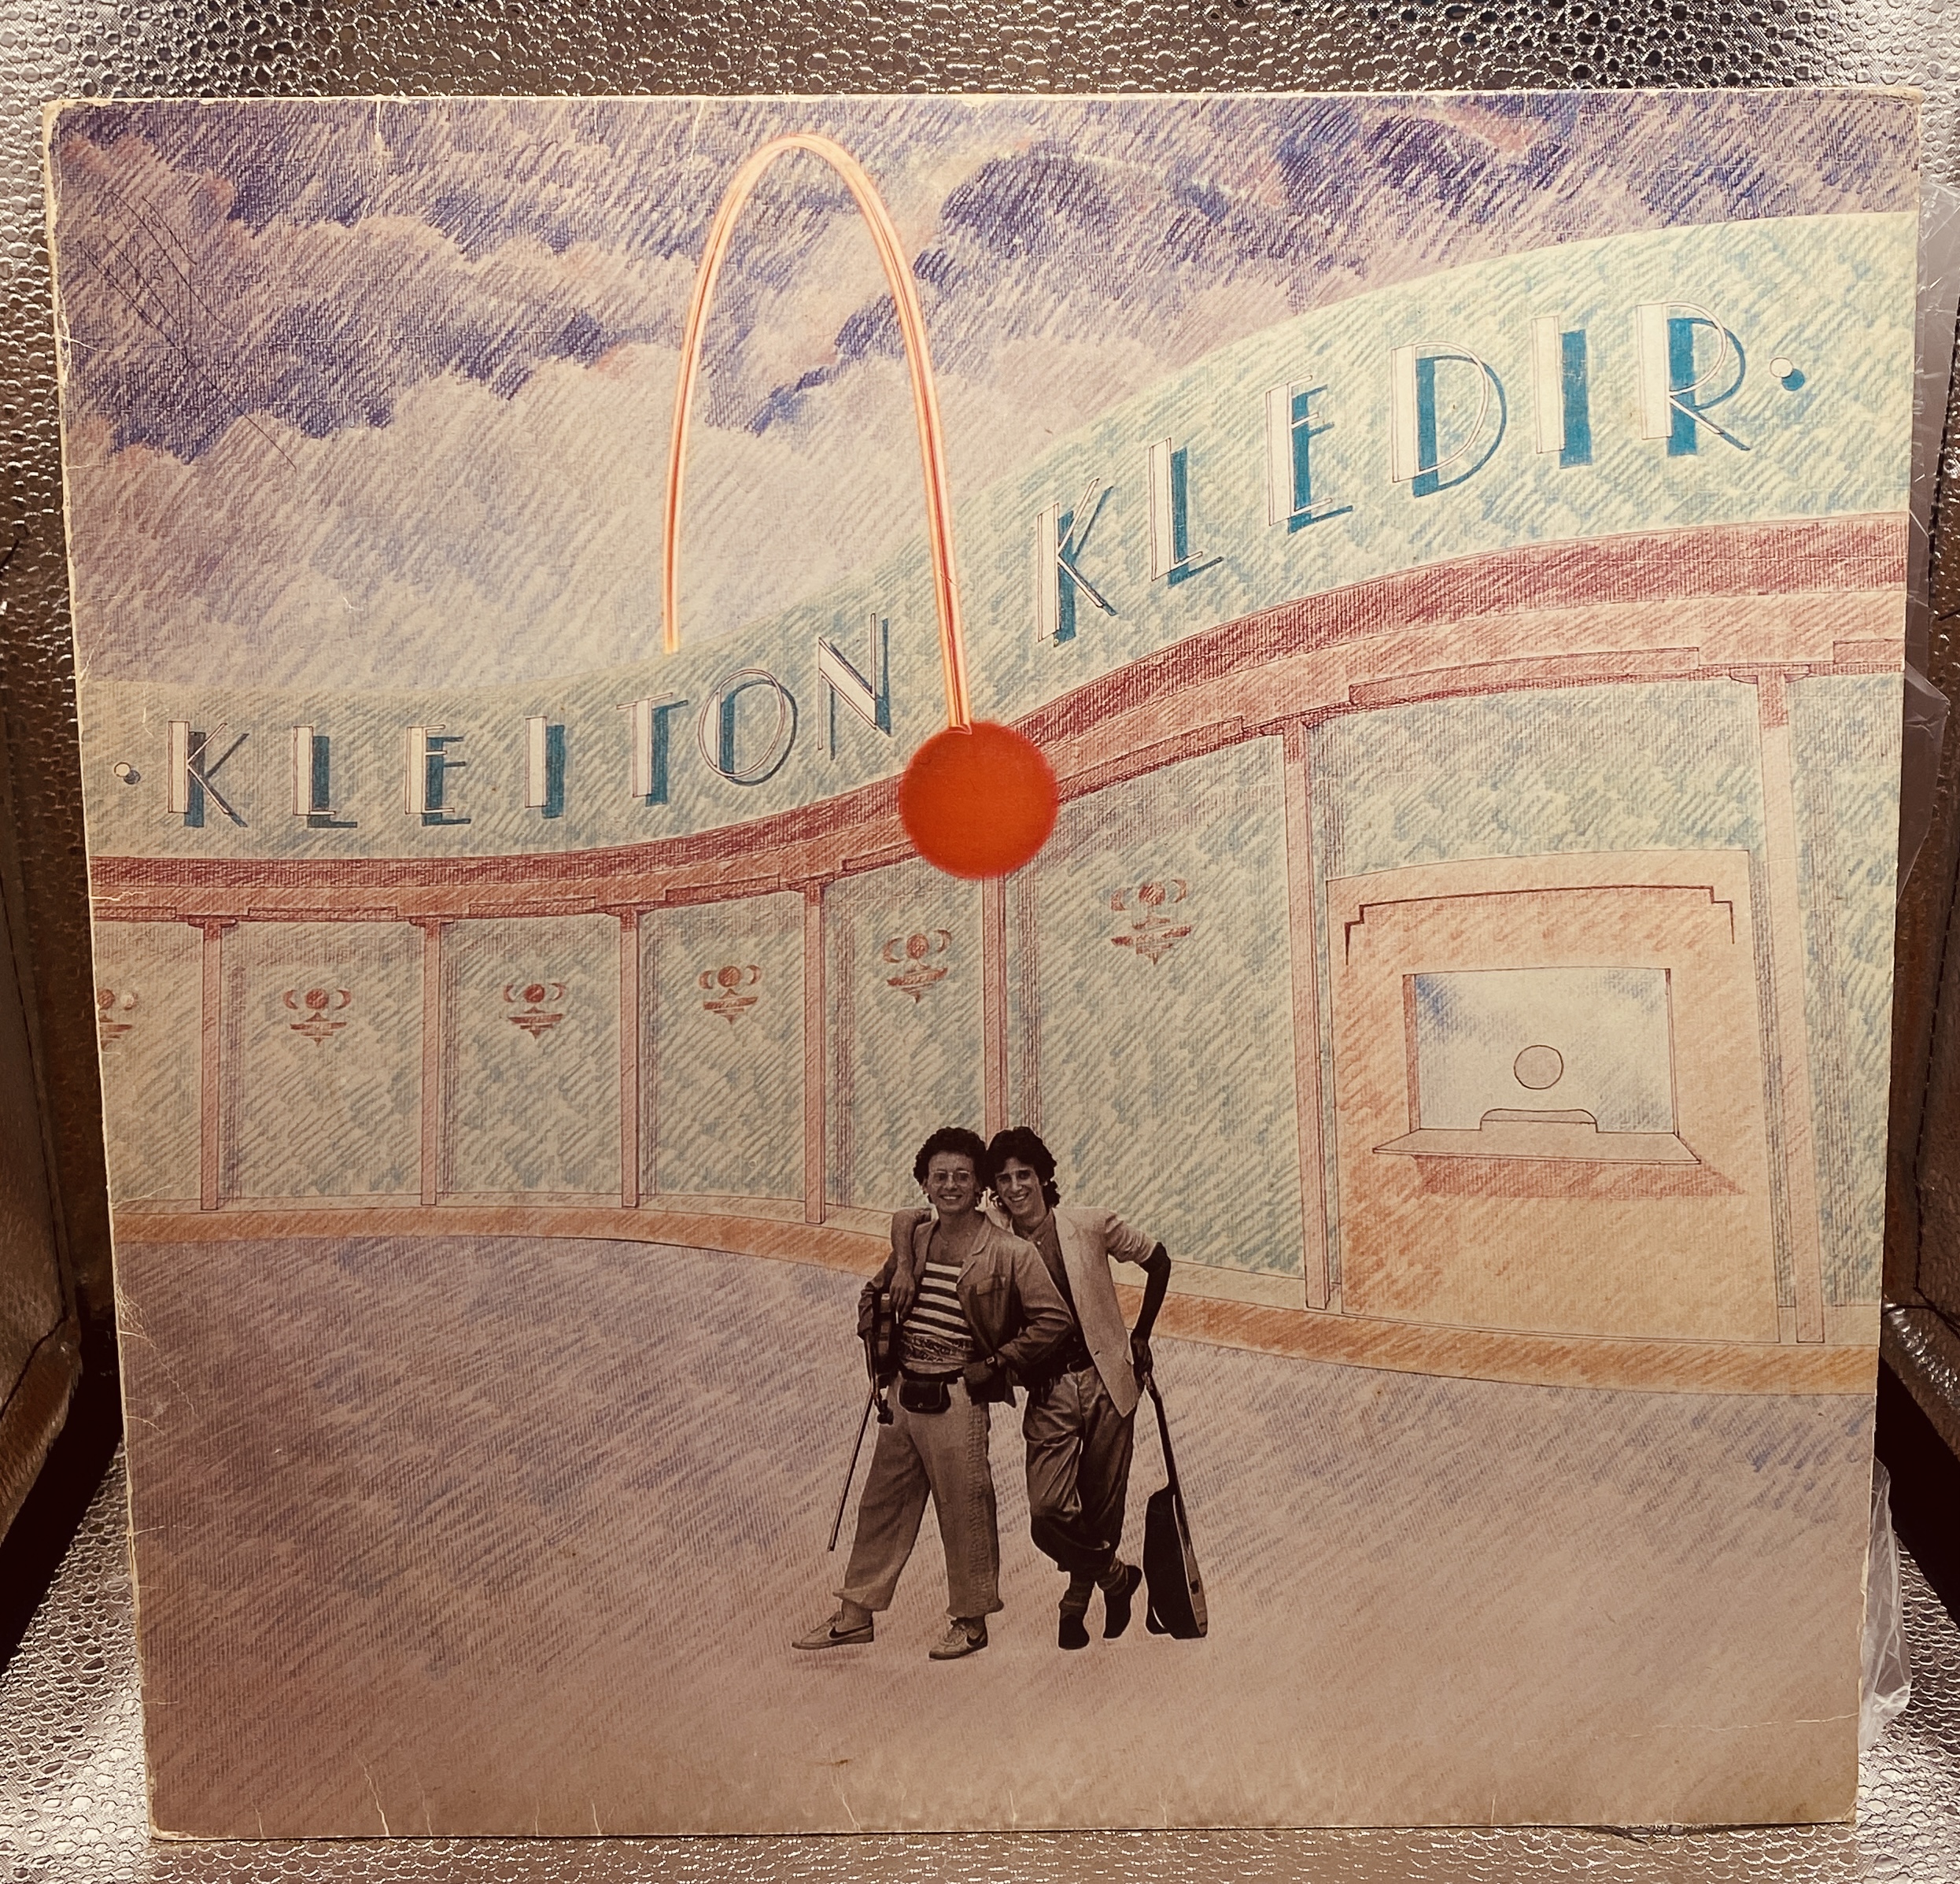 • KLEITON KLEDIR •